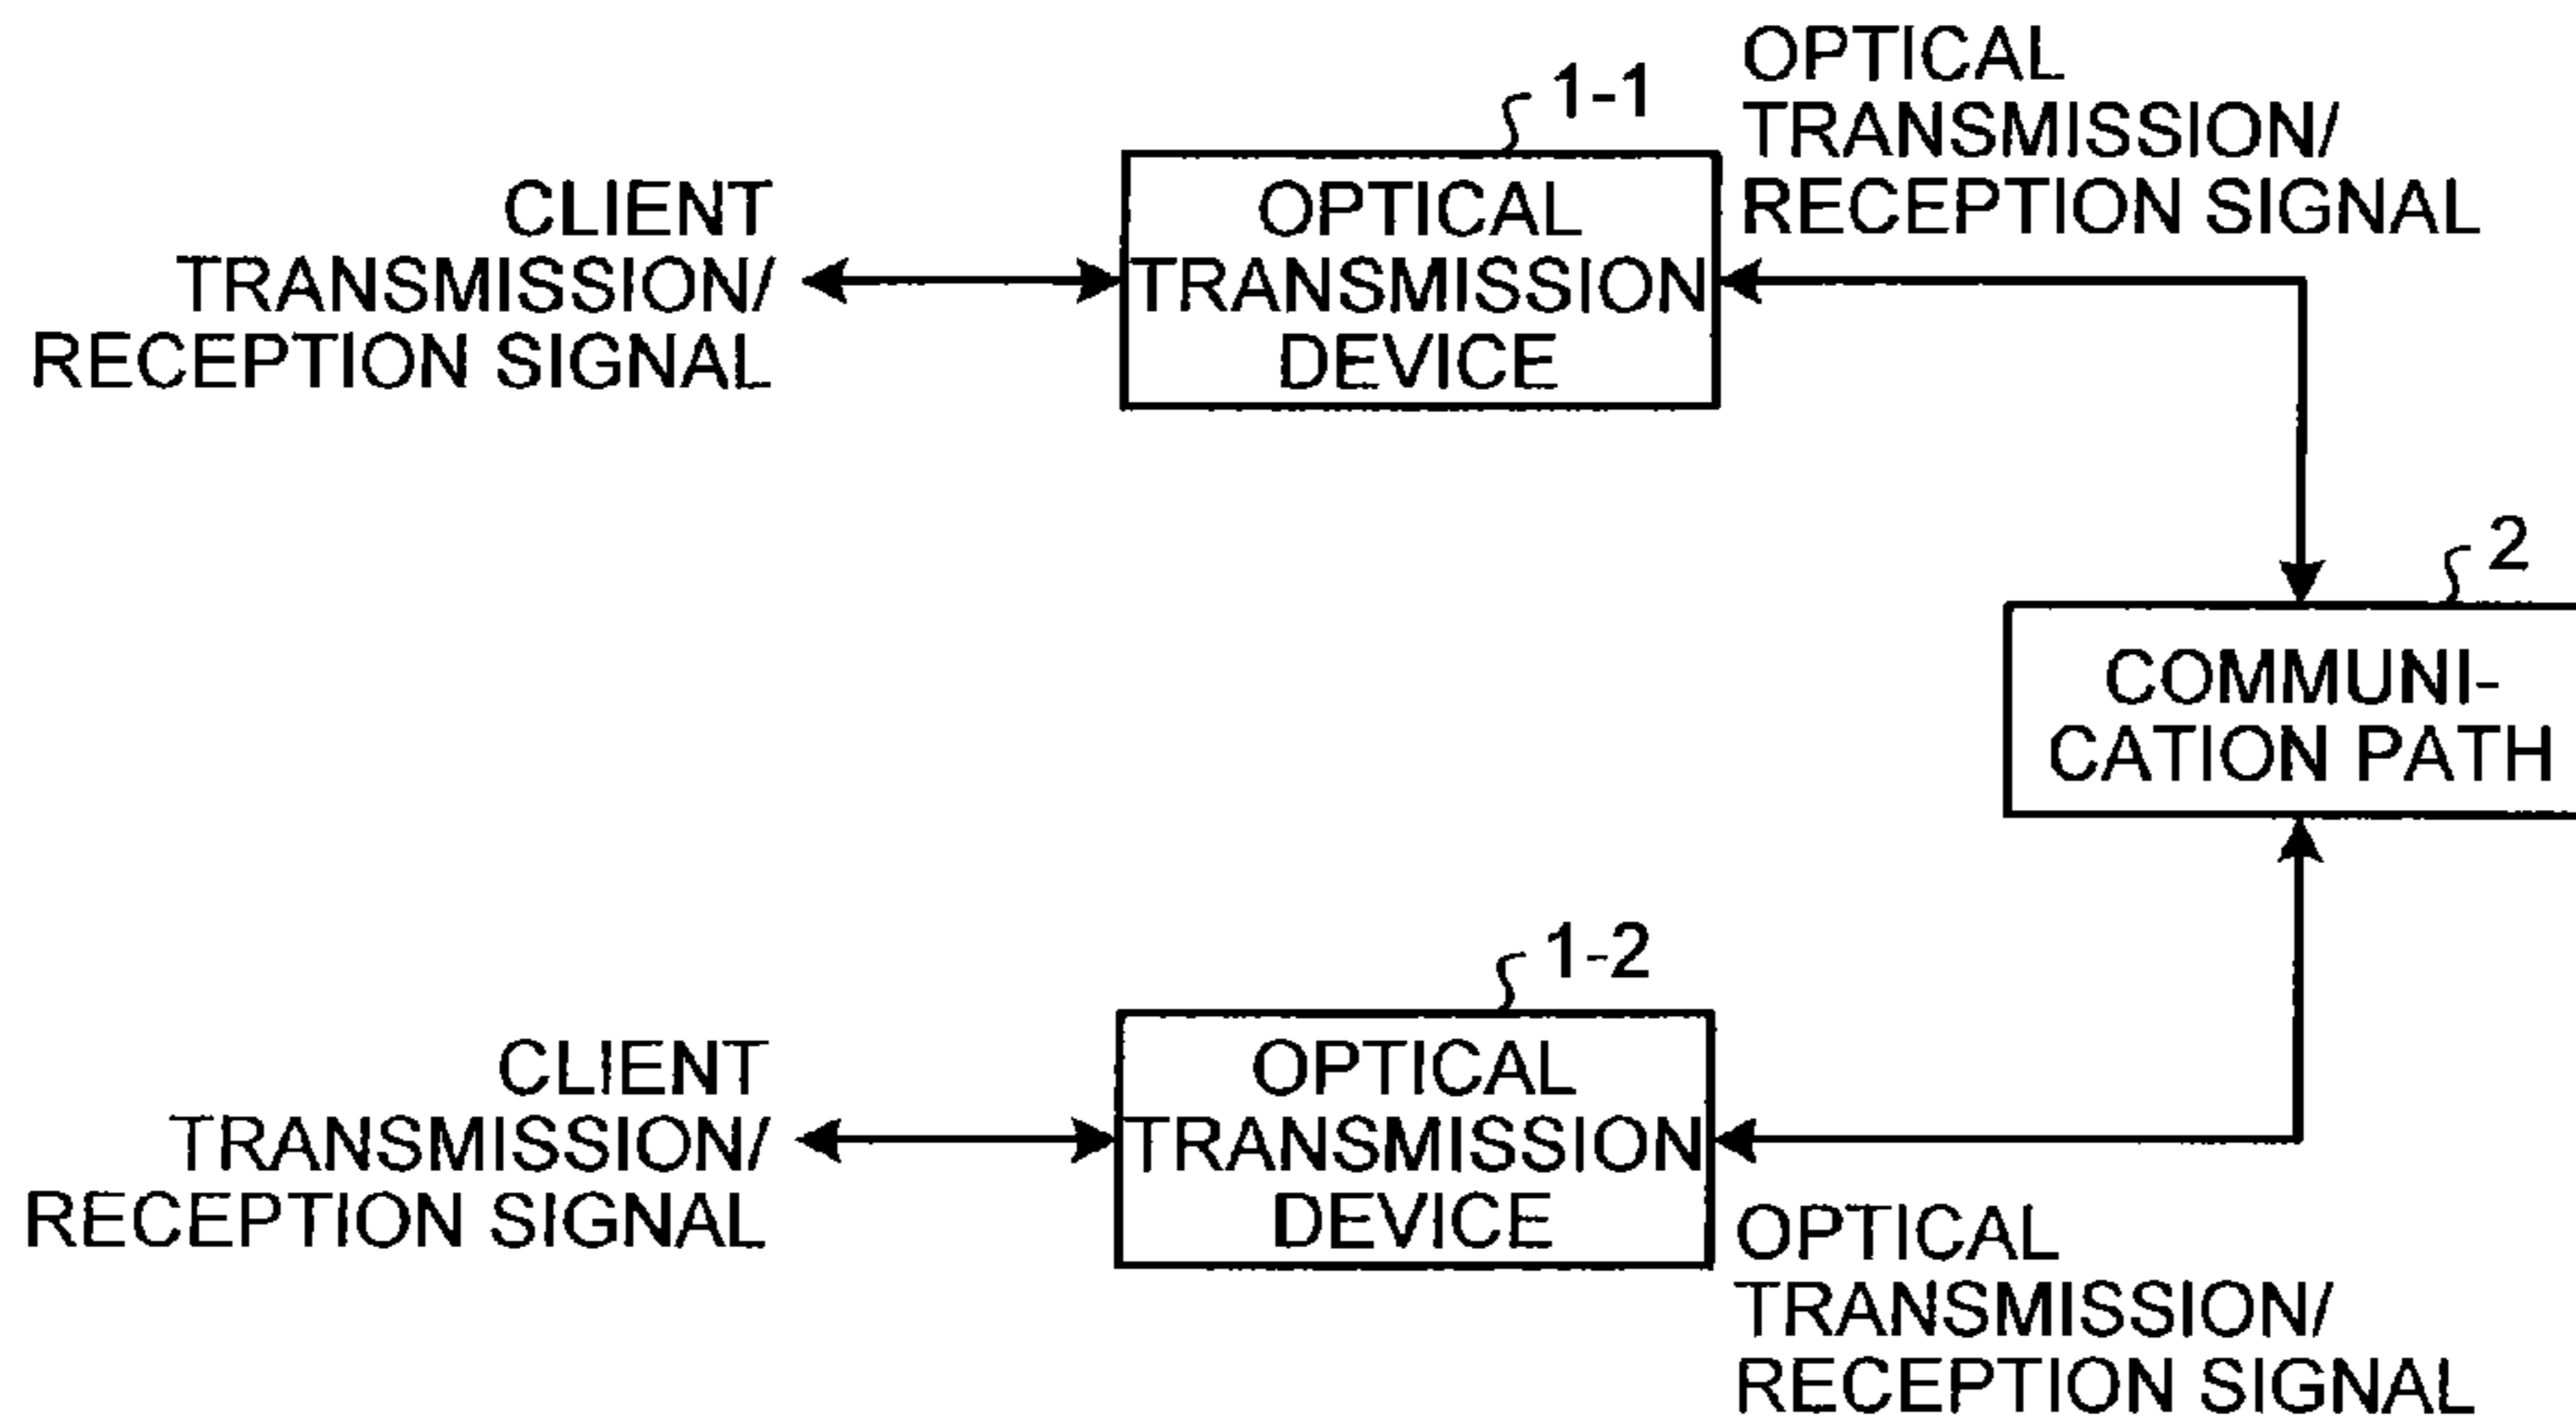 1-1
OPTICAL
TRANSMISSION/
RECEPTION SIGNAL
CLIENT
TRANSMISSION/
RECEPTION SIGNAL
OPTICAL
TRANSMISSION
DEVICE
2
COMMUNI-
CATION PATH
1-2
CLIENT
TRANSMISSION/
RECEPTION SIGNAL
OPTICAL
TRANSMISSION
DEVICE
OPTICAL
TRANSMISSION/
RECEPTION SIGNAL